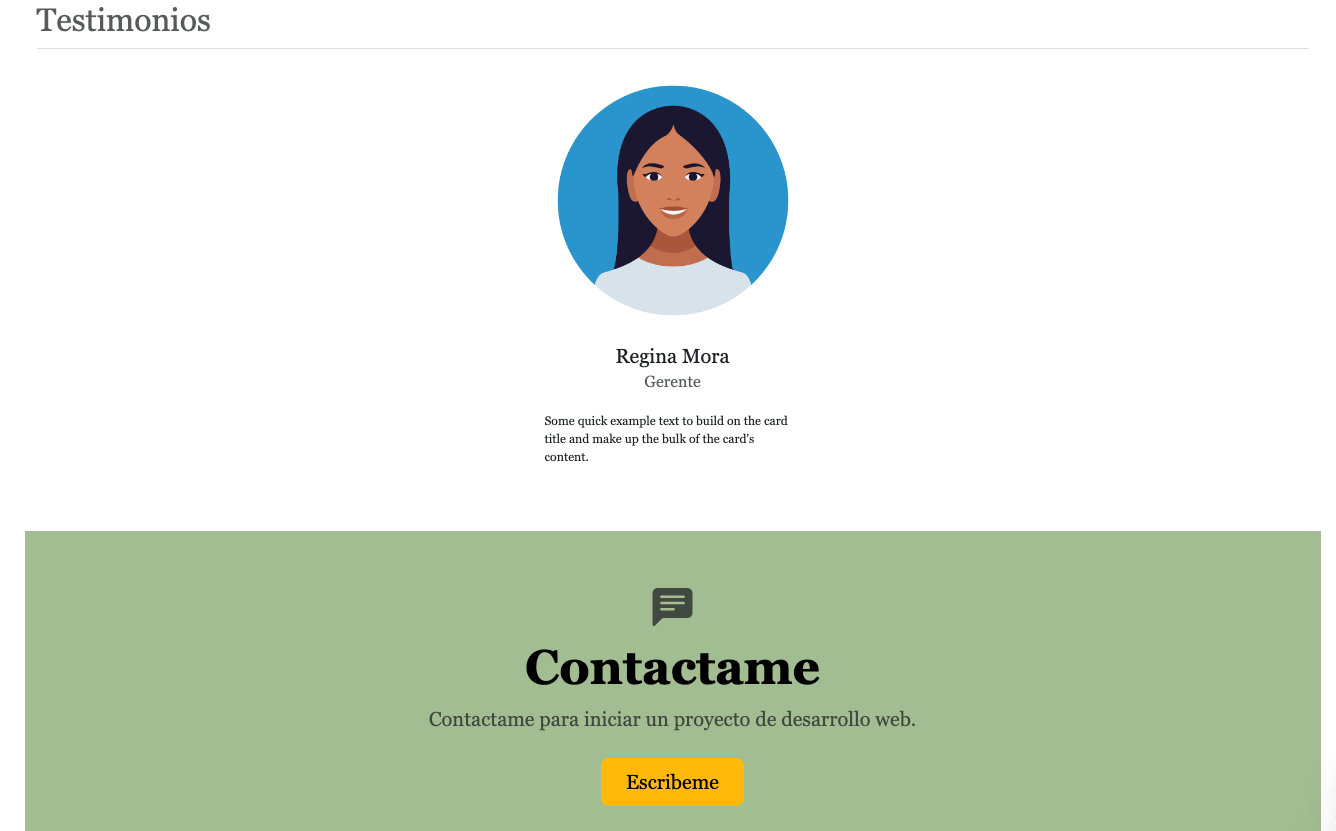 Testimonios
Regina Mora
Gerente
Some quick example text to build on the card
title and make up the bulk of the card's
content.
Contactame
Contactame para iniciar un proyecto de desarrollo web.
Escribeme